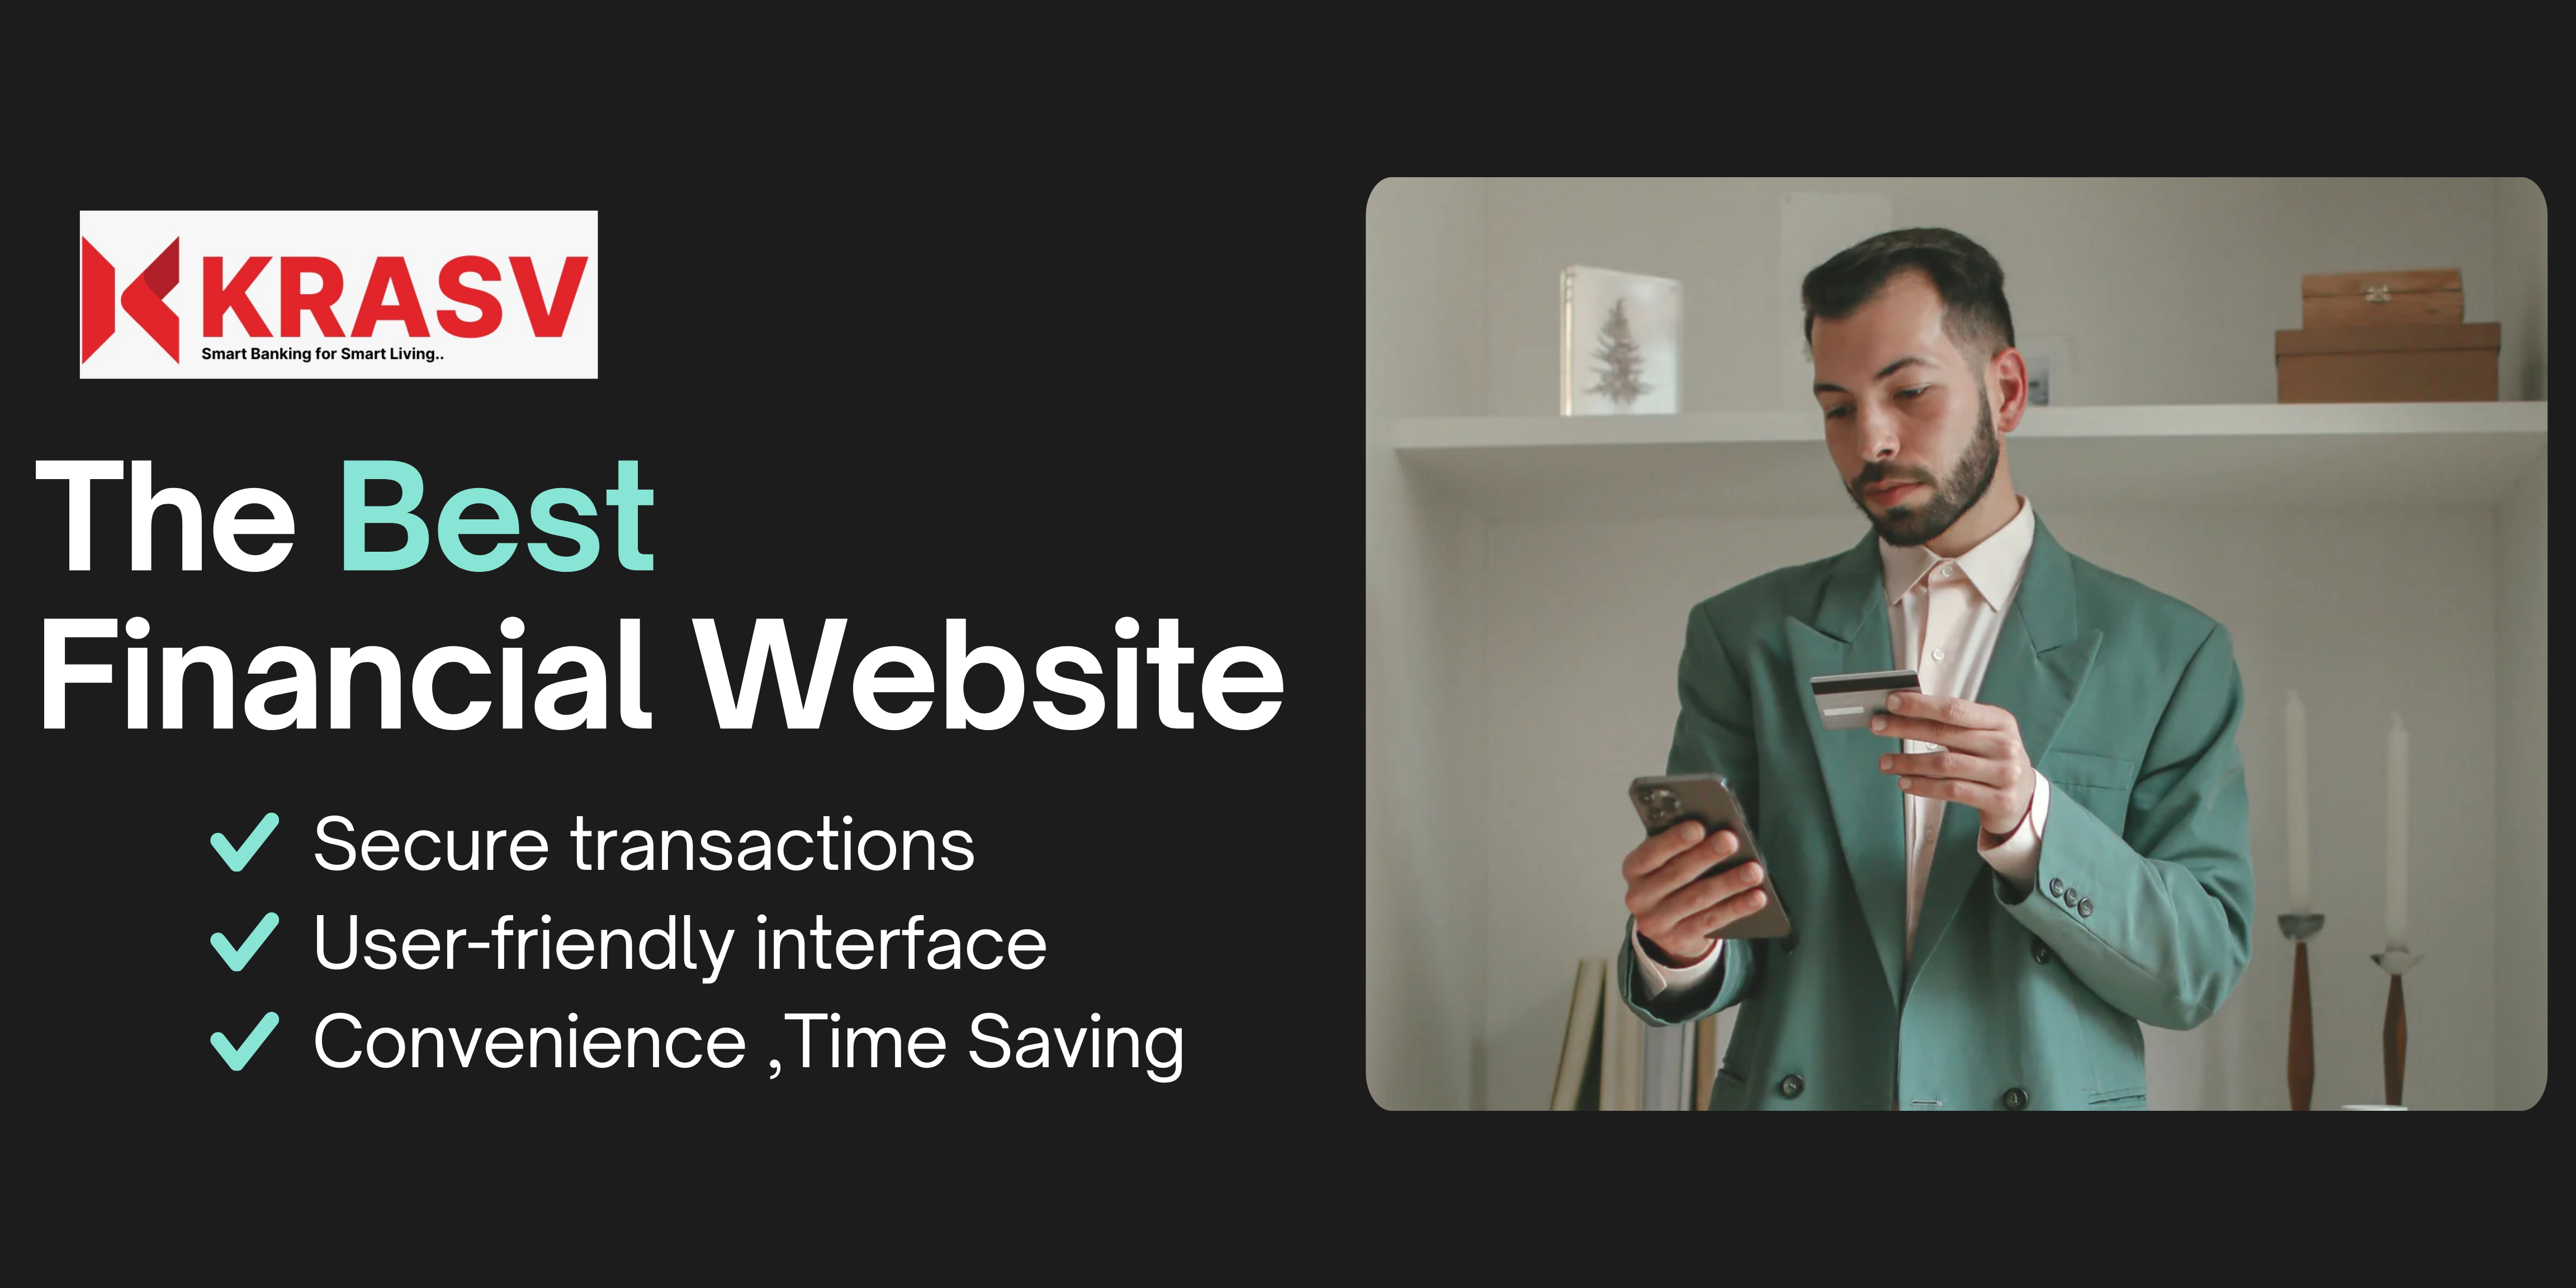 KRASV
Smart Banking for Smart Living..
The Best
Financial Website
Secure transactions
User-friendly interface
Convenience ,Time Saving